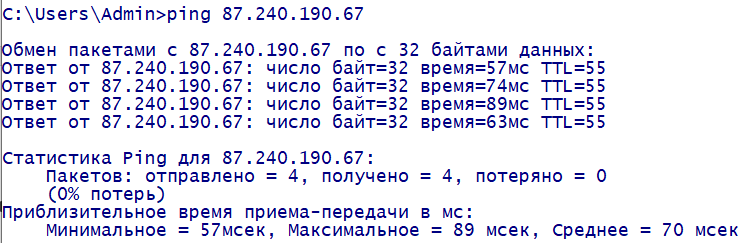 C:\Users\Admin>ping 87.240.190.67
Обмен пакетами с 87.240.190.67 по с 32 байтами данных:
Ответ от 87.240.190.67: число байт=32 время=57мс TTL=55
Ответ от 87.240.190.67: число байт=32 время=74мс TTL=55
Ответ от 87.240.190.67: число байт=32 время=89мс TTL=55
Ответ от 87.240.190.67: число байт=32 время=63мс TTL=55
Статистика Ping для 87.240.190.67:
Пакетов: отправлено = 4, получено = 4, потеряно = 0
(0% потерь)
Приблизительное время приема-передачи в мс:
Минимальное = 57мсек, Максимальное = 89 мсек, Среднее = 70 мсек